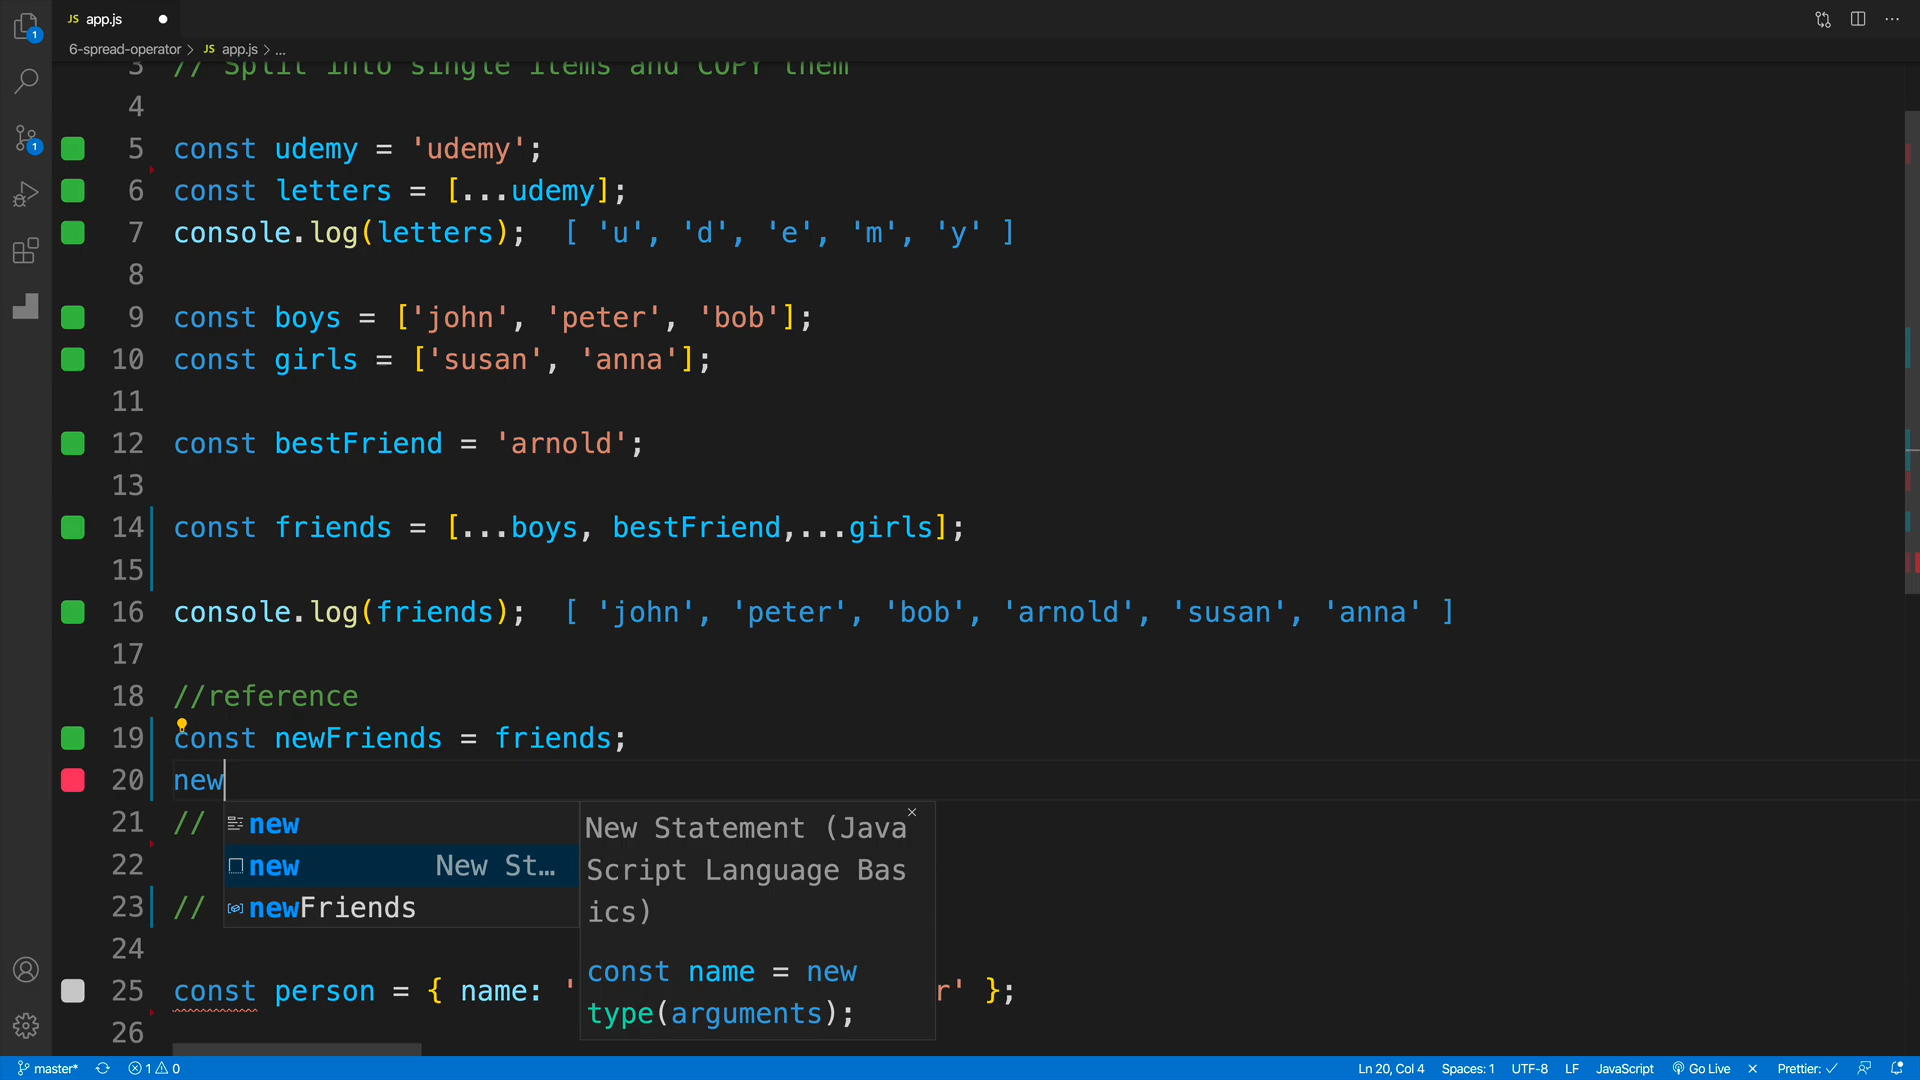 JS app.js
6-spread-operator > JS app.js > ...
3 // Split into single items and COPY them
4
5 const udemy = 'udemy';
6 const letters = [...udemy];
7 console.log(letters); [ 'u', 'd', 'e', 'm', 'y' ]
8
9 const boys = ['john', 'peter', 'bob'];
10 const girls = ['susan', 'anna'];
11
12 const bestFriend = 'arnold';
13
14 const friends = [...boys, bestFriend,...girls];
15
16 console.log(friends); [ 'john', 'peter', 'bob', 'arnold', 'susan', 'anna' ]
17
18 //reference
19 const newFriends = friends;
20 new
21 //
22
23 //
24
25 const person = { name: ' r' };
26
new
new New St...
newFriends
New Statement (Java
Script Language Bas
ics)
const name = new
type(arguments);
1
1
master* 1 0 Ln 20, Col 4 Spaces: 1 UTF-8 LF JavaScript Go Live Prettier: ✓